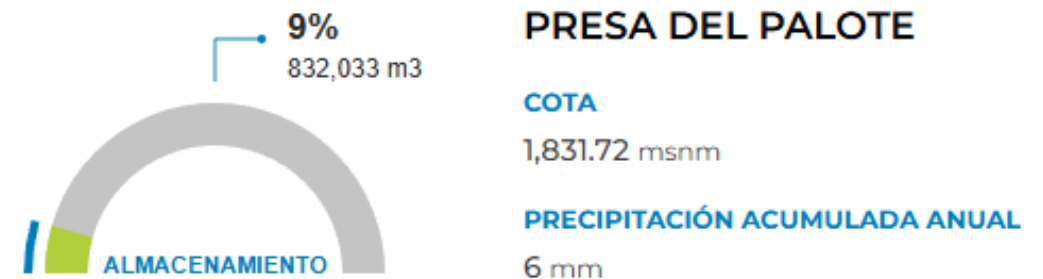 9%
832,033 m3
ALMACENAMIENTO
PRESA DEL PALOTE
COTA
1,831.72 msnm
PRECIPITACIÓN ACUMULADA ANUAL
6 mm